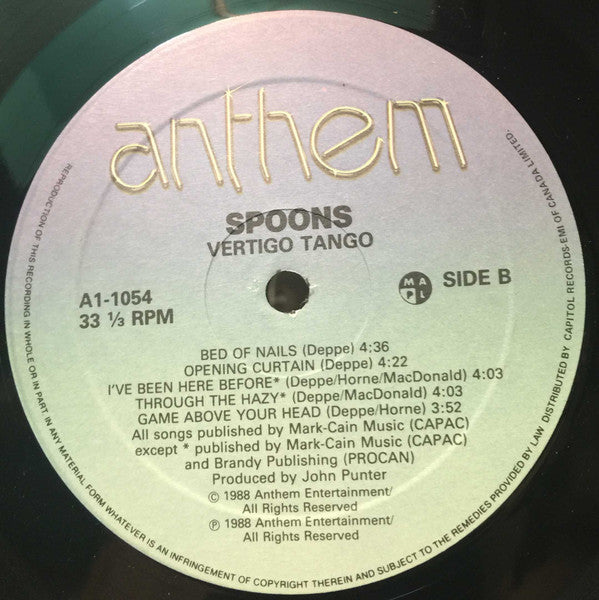 anthem
SPOONS
VERTIGO TANGO
A1-1054
33 ⅓ RPM
MAPL
SIDE B
BED OF NAILS (Deppe) 4:36
OPENING CURTAIN (Deppe) 4:22
I'VE BEEN HERE BEFORE* (Deppe/Horne/MacDonald) 4:03
THROUGH THE HAZY* (Deppe/MacDonald) 4:03
GAME ABOVE YOUR HEAD (Deppe/Horne) 3:52
All songs published by Mark-Cain Music (CAPAC)
except * published by Mark-Cain Music (CAPAC)
and Brandy Publishing (PROCAN)
Produced by John Punter
© 1988 Anthem Entertainment/
All Rights Reserved
℗ 1988 Anthem Entertainment/
All Rights Reserved
REPRODUCTION OF THIS RECORDING IN WHOLE OR IN PART, IN ANY MATERIAL FORM WHATEVER IS AN INFRINGEMENT OF COPYRIGHT THEREIN AND SUBJECT TO THE REMEDIES PROVIDED BY LAW DISTRIBUTED BY CAPITOL RECORDS-EMI OF CANADA LIMITED.